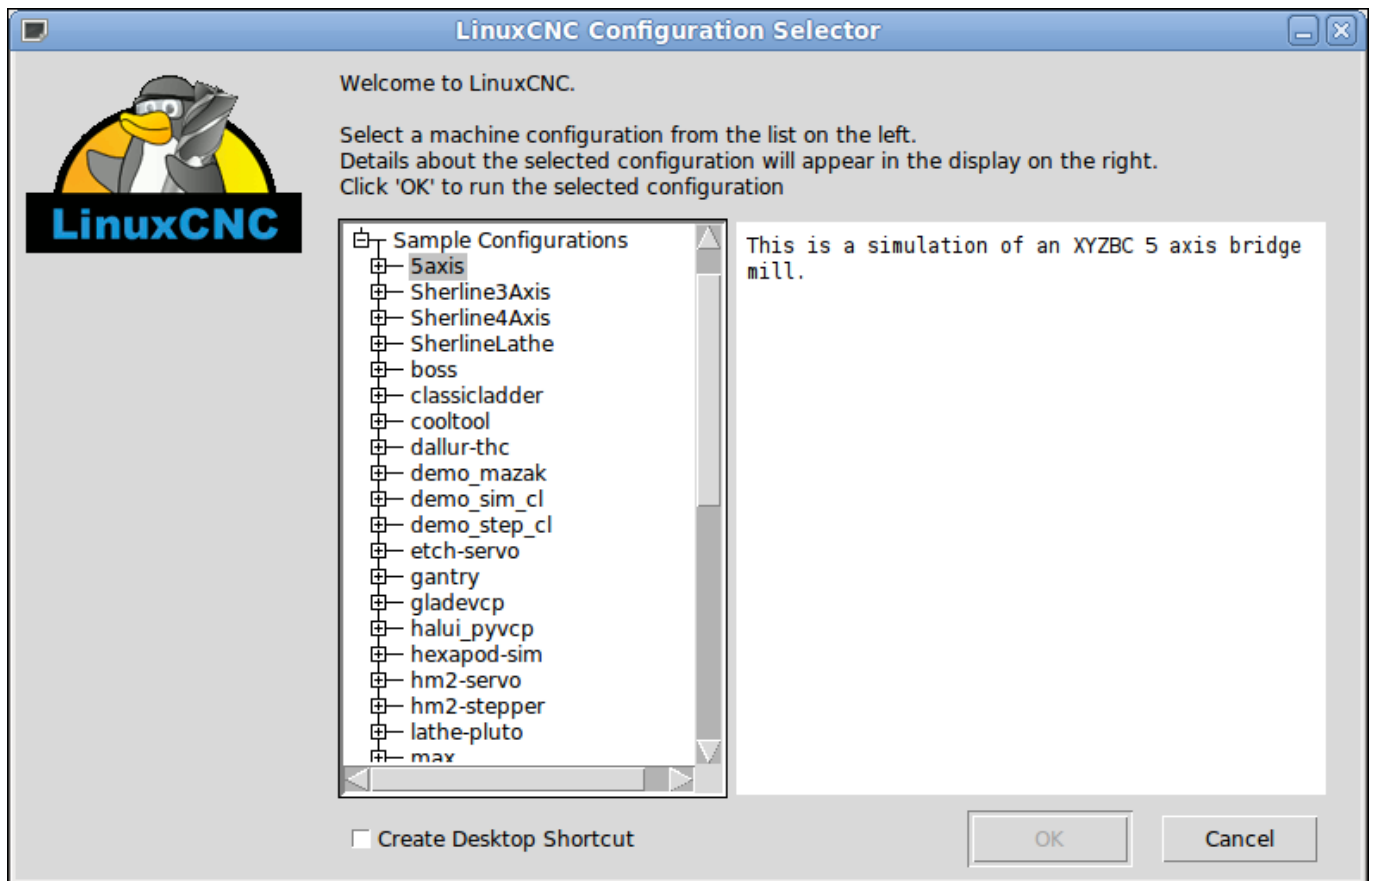 LinuxCNC Configuration Selector
LinuxCNC
Welcome to LinuxCNC.
Select a machine configuration from the list on the left.
Details about the selected configuration will appear in the display on the right.
Click 'OK' to run the selected configuration
Sample Configurations
5axis
Sherline3Axis
Sherline4Axis
SherlineLathe
boss
classicladder
cooltool
dallur-thc
demo_mazak
demo_sim_cl
demo_step_cl
etch-servo
gantry
gladevcp
halui_pyvcp
hexapod-sim
hm2-servo
hm2-stepper
lathe-pluto
max
This is a simulation of an XYZBC 5 axis bridge
mill.
Create Desktop Shortcut
OK
Cancel